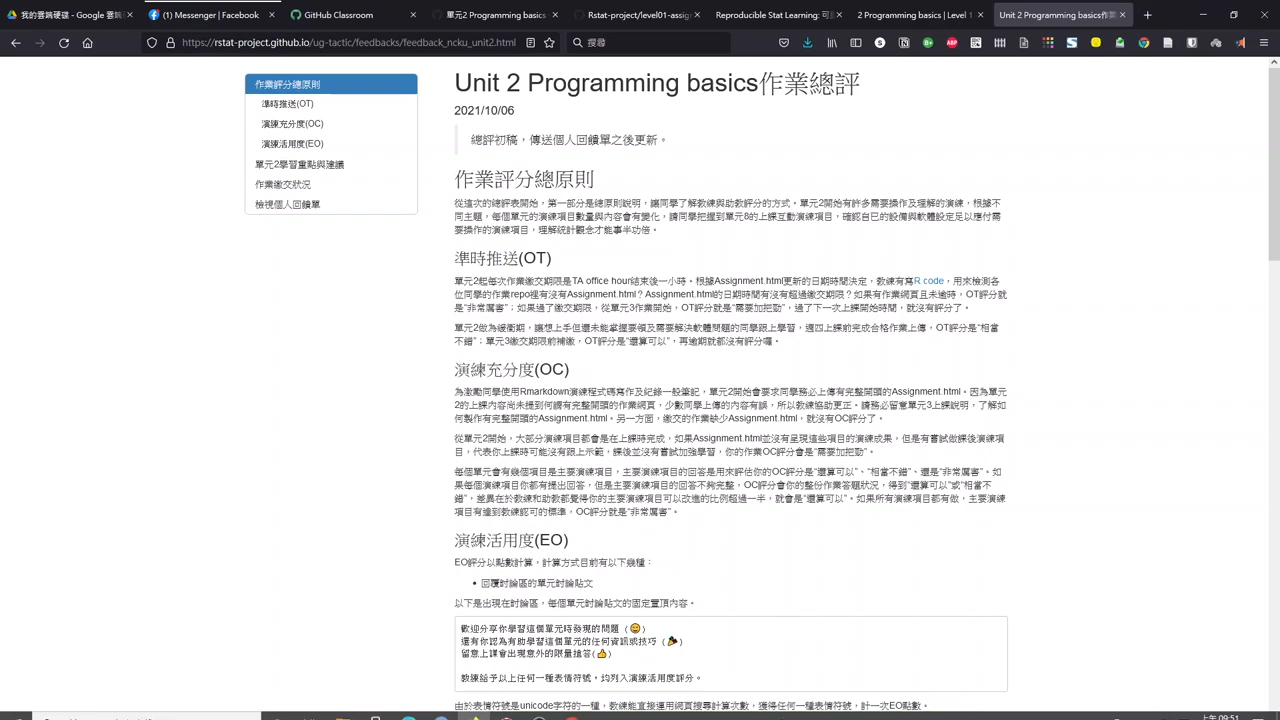 我的雲端硬碟 - Google 雲端
(1) Messenger | Facebook
GitHub Classroom
單元2 Programming basics
Rstat-project/level01-assig
Reproducible Stat Learning: 可
2 Programming basics | Level 1
Unit 2 Programming basics作業
https://rstat-project.github.io/ug-tactic/feedbacks/feedback_ncku_unit2.html
搜尋
作業評分總原則
準時推送(OT)
演練充分度(OC)
演練活用度(EO)
單元2學習重點與建議
作業繳交狀況
檢視個人回饋單
Unit 2 Programming basics作業總評
2021/10/06
總評初稿，傳送個人回饋單之後更新。
作業評分總原則
從這次的總評表開始，第一部分是總原則說明，讓同學了解教練與助教評分的方式。單元2開始有許多需要操作及理解的演練，根據不
同主題，每個單元的演練項目數量與內容會有變化，請同學把握到單元8的上課互動演練項目，確認自己的設備與軟體設定足以應付需
要操作的演練項目，理解統計觀念才能事半功倍。
準時推送(OT)
單元2起每次作業繳交期限是TA office hour結束後一小時。根據Assignment.html更新的日期時間決定，教練有寫R code，用來檢測各
位同學的作業repo裡有沒有Assignment.html？Assignment.html的日期時間有沒有超過繳交期限？如果有作業網頁且未逾時，OT評分就
是“非常厲害”；如果過了繳交期限，從單元3作業開始，OT評分就是“需要加把勁”，過了下一次上課開始時間，就沒有評分了。
單元2做為緩衝期，讓想上手但還未能掌握要領及需要解決軟體問題的同學跟上學習，週四上課前完成合格作業上傳，OT評分是“相當
不錯”；單元3繳交期限前補繳，OT評分是“還算可以”，再逾期就都沒有評分囉。
演練充分度(OC)
為激勵同學使用Rmarkdown演練程式碼寫作及紀錄一般筆記，單元2開始會要求同學務必上傳有完整開頭的Assignment.html。因為單元
2的上課內容尚未提到何謂有完整開頭的作業網頁，少數同學上傳的內容有誤，所以教練協助更正。請務必留意單元3上課說明，了解如
何製作有完整開頭的Assignment.html。另一方面，繳交的作業缺少Assignment.html，就沒有OC評分了。
從單元2開始，大部分演練項目都會是在上課時完成，如果Assignment.html並沒有呈現這些項目的演練成果，但是有嘗試做課後演練項
目，代表你上課時可能沒有跟上示範，課後並沒有嘗試加強學習，你的作業OC評分會是“需要加把勁”。
每個單元會有幾個項目是主要演練項目，主要演練項目的回答是用來評估你的OC評分是“還算可以”、“相當不錯”、還是“非常厲害”。如
果每個演練項目你都有提出回答，但是主要演練項目的回答不夠完整，OC評分會你的整份作業答題狀況，得到“還算可以”或“相當不
錯”，差異在於教練和助教都覺得你的主要演練項目可以改進的比例超過一半，就會是“還算可以”。如果所有演練項目都有做，主要演練
項目有達到教練認可的標準，OC評分就是“非常厲害”。
演練活用度(EO)
EO評分以點數計算，計算方式目前有以下幾種：
• 回覆討論區的單元討論貼文
以下是出現在討論區，每個單元討論貼文的固定置頂內容。
歡迎分享你學習這個單元時發現的問題 (😄)
還有你認為有助學習這個單元的任何資訊或技巧 (🎉)
留意上課會出現意外的限量搶答(👍)
教練給予以上任何一種表情符號，均列入演練活用度評分。
由於表情符號是unicode字符的一種，教練能直接運用網頁搜尋計算次數，獲得任何一種表情符號，計一次EO點數。
上午 09:51